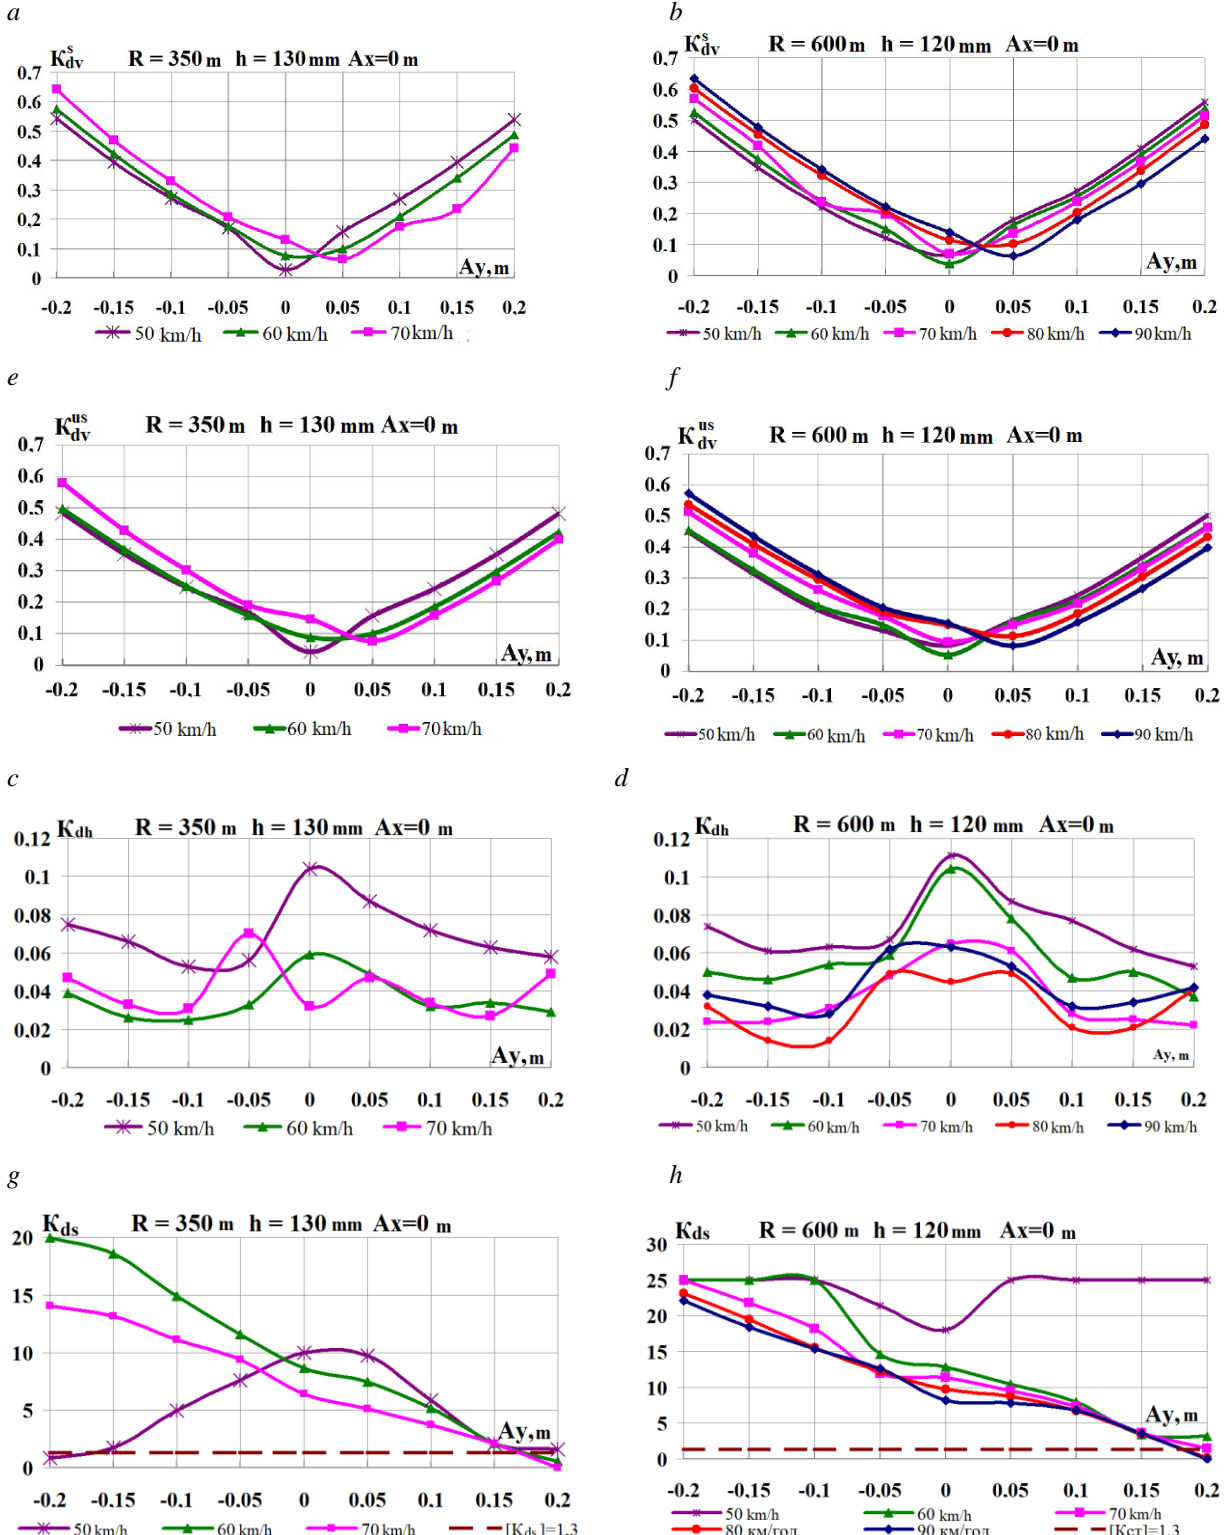 a
K^s_dv R = 350 m h = 130 mm Ax=0 m
0.7
0.6
0.5
0.4
0.3
0.2
0.1
0
Ay, m
-0.2 -0.15 -0.1 -0.05 0 0.05 0.1 0.15 0.2
50 km/h 60 km/h 70 km/h
b
K^s_dv R = 600 m h = 120 mm Ax=0 m
0.7
0.6
0.5
0.4
0.3
0.2
0.1
0
Ay, m
-0.2 -0.15 -0.1 -0.05 0 0.05 0.1 0.15 0.2
50 km/h 60 km/h 70 km/h 80 km/h 90 km/h
e
K^us_dv R = 350 m h = 130 mm Ax=0 m
0.7
0.6
0.5
0.4
0.3
0.2
0.1
0
Ay, m
-0.2 -0.15 -0.1 -0.05 0 0.05 0.1 0.15 0.2
50 km/h 60 km/h 70 km/h
f
K^us_dv R = 600 m h = 120 mm Ax=0 m
0.7
0.6
0.5
0.4
0.3
0.2
0.1
0
Ay, m
-0.2 -0.15 -0.1 -0.05 0 0.05 0.1 0.15 0.2
50 km/h 60 km/h 70 km/h 80 km/h 90 km/h
c
K_dh R = 350 m h = 130 mm Ax=0 m
0.12
0.1
0.08
0.06
0.04
0.02
0
Ay, m
-0.2 -0.15 -0.1 -0.05 0 0.05 0.1 0.15 0.2
50 km/h 60 km/h 70 km/h
d
K_dh R = 600 m h = 120 mm Ax=0 m
0.12
0.1
0.08
0.06
0.04
0.02
0
Ay, m
-0.2 -0.15 -0.1 -0.05 0 0.05 0.1 0.15 0.2
50 km/h 60 km/h 70 km/h 80 km/h 90 km/h
g
K_ds R = 350 m h = 130 mm Ax=0 m
20
15
10
5
0
Ay, m
-0.2 -0.15 -0.1 -0.05 0 0.05 0.1 0.15 0.2
50 km/h 60 km/h 70 km/h [K_ds]=1.3
h
K_ds R = 600 m h = 120 mm Ax=0 m
30
25
20
15
10
5
0
Ay, m
-0.2 -0.15 -0.1 -0.05 0 0.05 0.1 0.15 0.2
50 km/h 60 km/h 70 km/h
80 км/год 90 км/год [Кст]=1.3